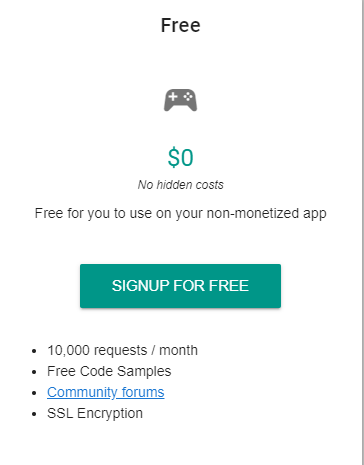 Free
$0
No hidden costs
Free for you to use on your non-monetized app
SIGNUP FOR FREE
10,000 requests / month
Free Code Samples
Community forums
SSL Encryption